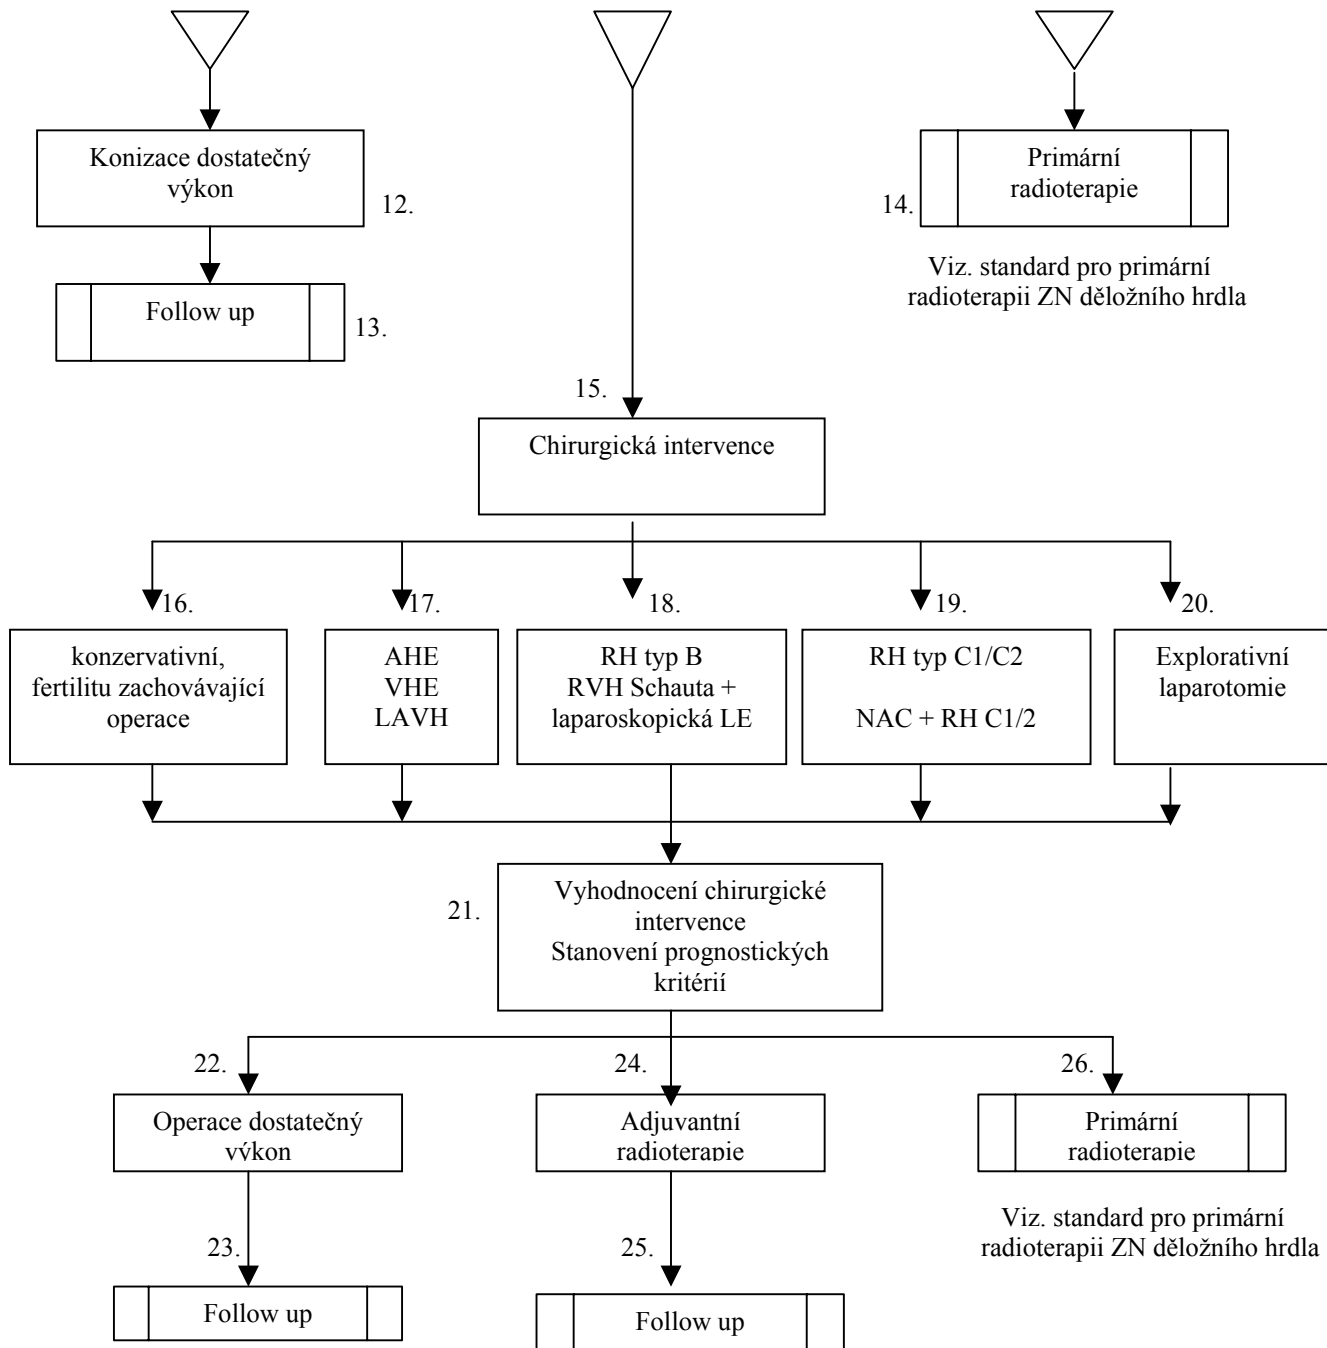 Konizace dostatečný
výkon
12.
Follow up
13.
14.
Primární
radioterapie
Viz. standard pro primární
radioterapii ZN děložního hrdla
15.
Chirurgická intervence
16.
konzervativní,
fertilitu zachovávající
operace
17.
AHE
VHE
LAVH
18.
RH typ B
RVH Schauta +
laparoskopická LE
19.
RH typ C1/C2
NAC + RH C1/2
20.
Explorativní
laparotomie
21.
Vyhodnocení chirurgické
intervence
Stanovení prognostických
kritérií
22.
Operace dostatečný
výkon
23.
Follow up
24.
Adjuvantní
radioterapie
25.
Follow up
26.
Primární
radioterapie
Viz. standard pro primární
radioterapii ZN děložního hrdla